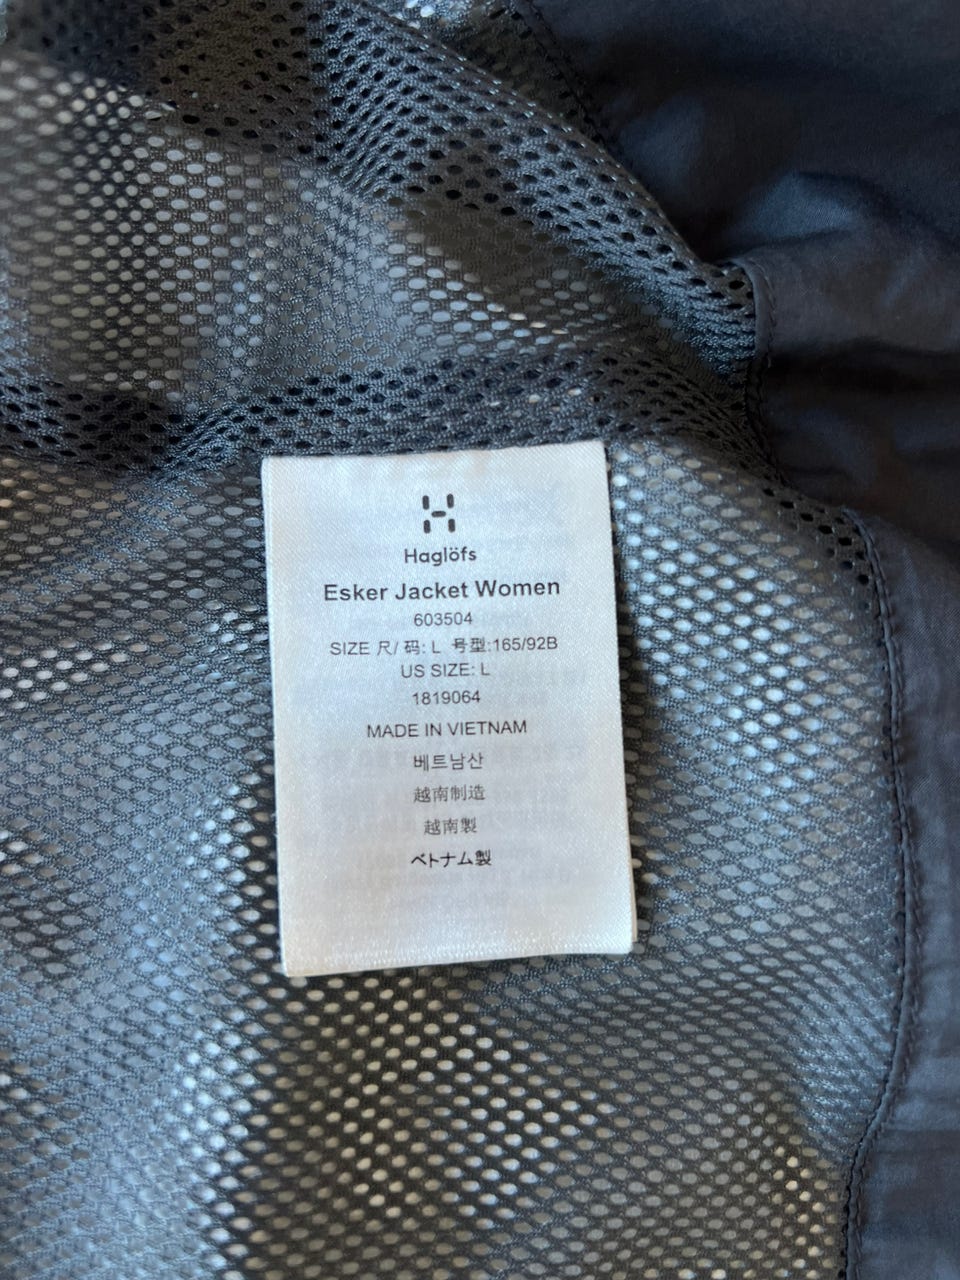 Haglöfs
Esker Jacket Women
603504
SIZE 尺/ 码: L 号型:165/92B
US SIZE: L
1819064
MADE IN VIETNAM
베트남산
越南制造
越南製
ベトナム製